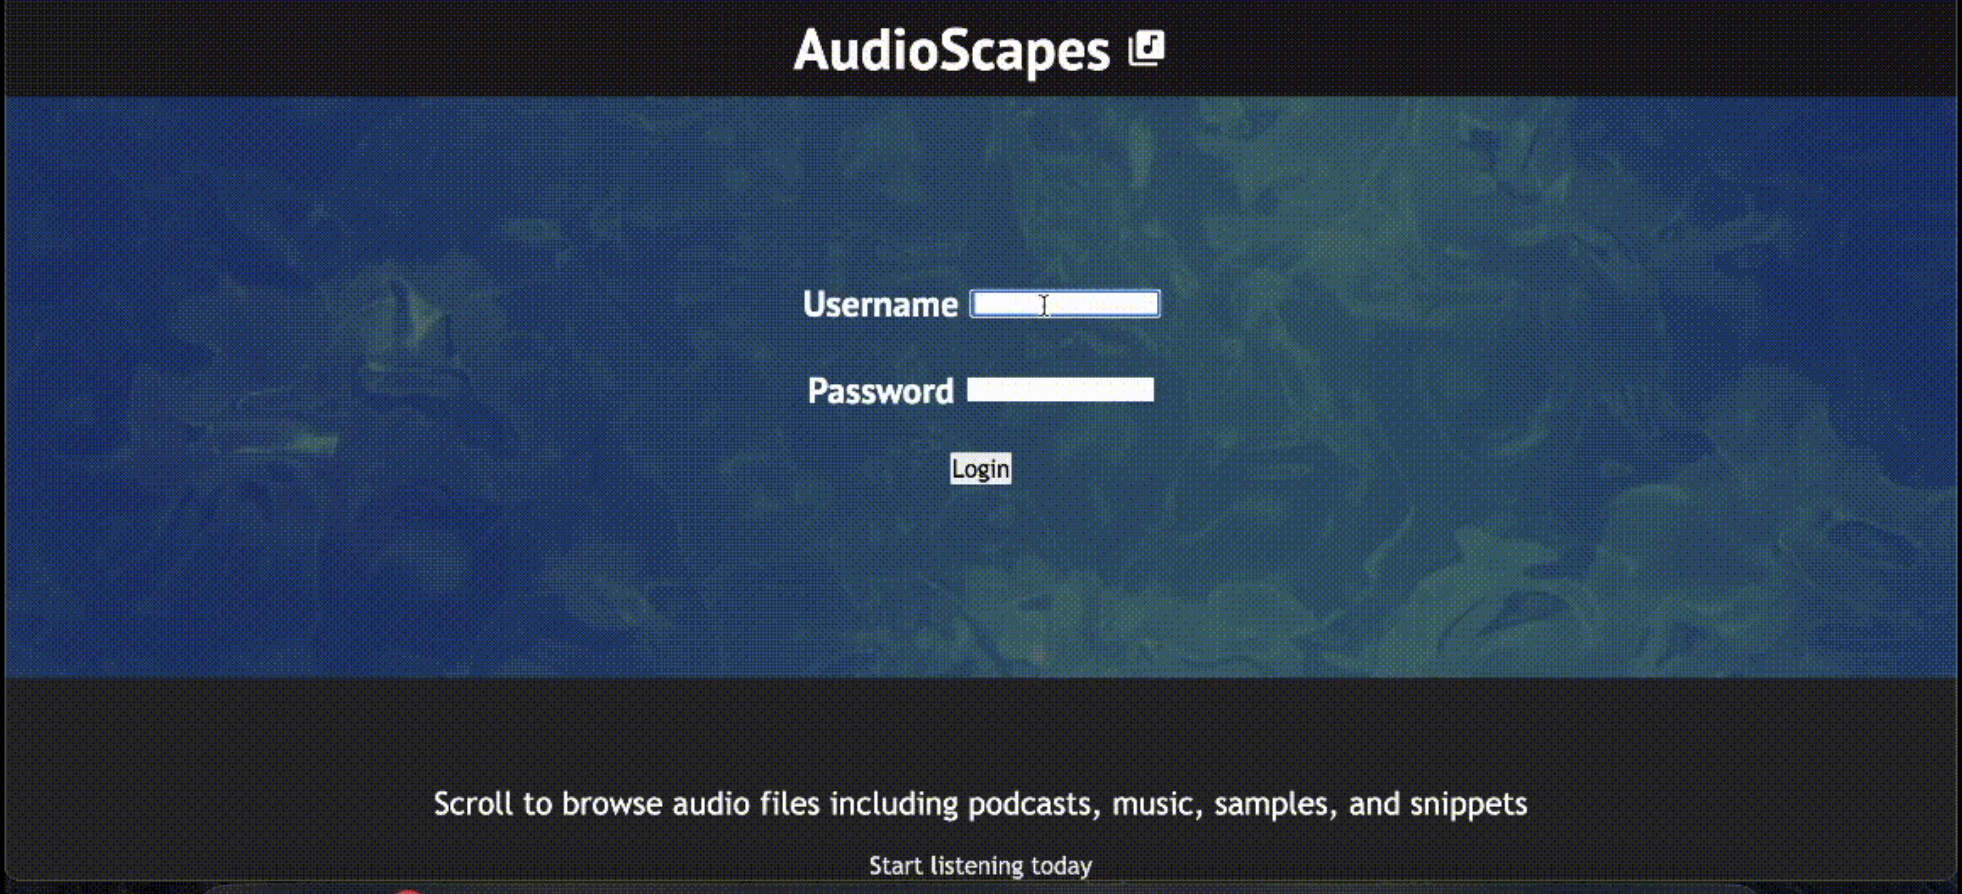 AudioScapes
Username
Password
Login
Scroll to browse audio files including podcasts, music, samples, and snippets
Start listening today